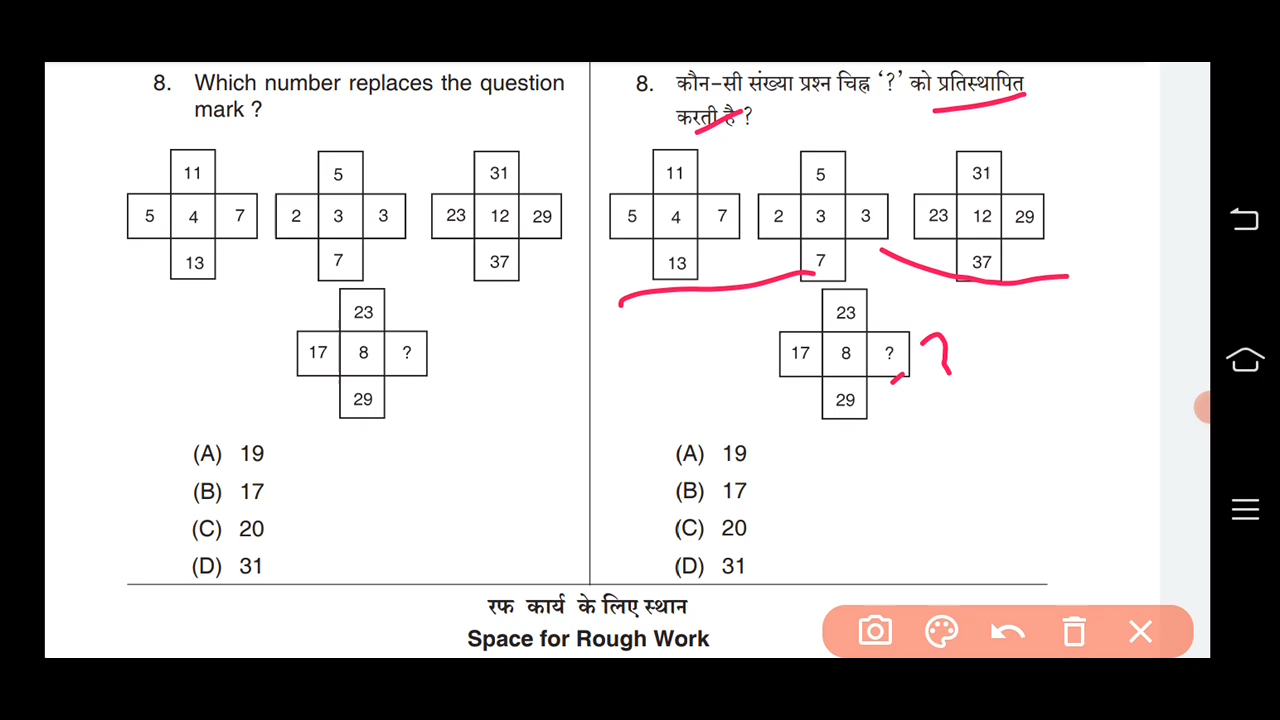 8. Which number replaces the question
mark ?
11
5 4 7
13
5
2 3 3
7
31
23 12 29
37
23
17 8 ?
29
(A) 19
(B) 17
(C) 20
(D) 31
8. कौन-सी संख्या प्रश्न चिह्न ‘?’ को प्रतिस्थापित
करती है ?
11
5 4 7
13
5
2 3 3
7
31
23 12 29
37
23
17 8 ?
29
?
(A) 19
(B) 17
(C) 20
(D) 31
रफ कार्य के लिए स्थान
Space for Rough Work